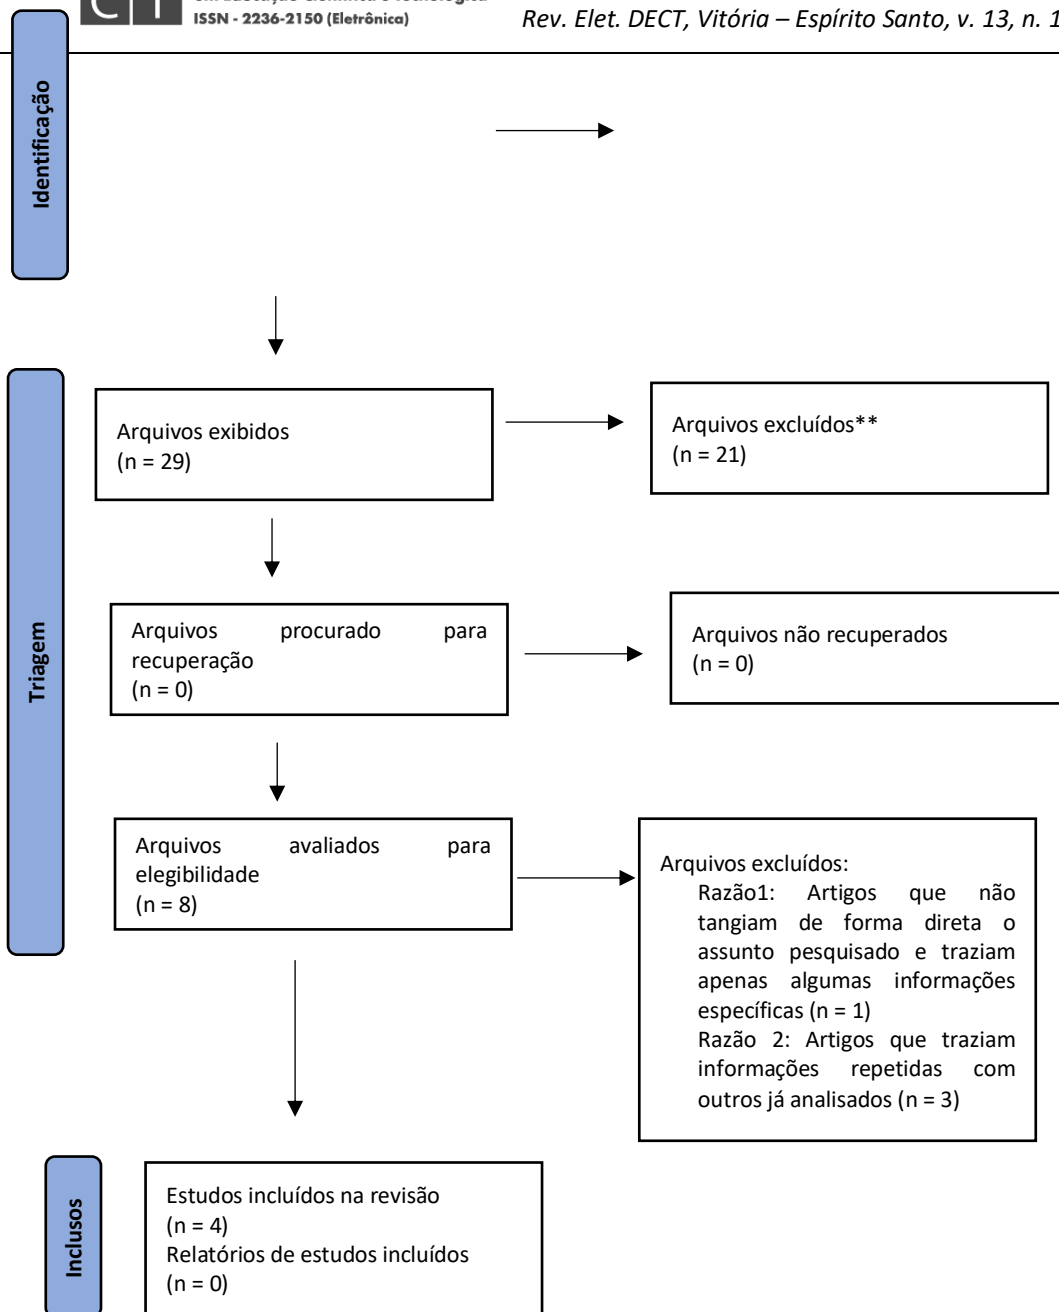 ISSN - 2236-2150 (Eletrônica)
Rev. Elet. DECT, Vitória – Espírito Santo, v. 13, n. 1
Identificação
Triagem
Arquivos exibidos
(n = 29)
Arquivos excluídos**
(n = 21)
Arquivos procurado para
recuperação
(n = 0)
Arquivos não recuperados
(n = 0)
Arquivos avaliados para
elegibilidade
(n = 8)
Arquivos excluídos:
Razão1: Artigos que não
tangiam de forma direta o
assunto pesquisado e traziam
apenas algumas informações
específicas (n = 1)
Razão 2: Artigos que traziam
informações repetidas com
outros já analisados (n = 3)
Inclusos
Estudos incluídos na revisão
(n = 4)
Relatórios de estudos incluídos
(n = 0)